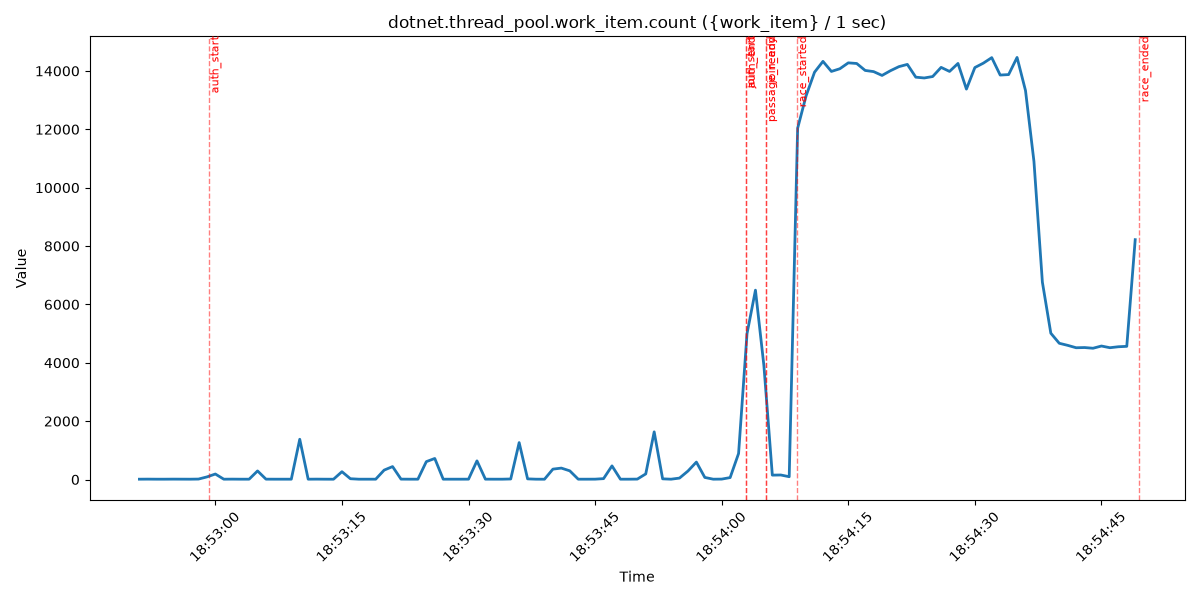 dotnet.thread_pool.work_item.count ({work_item} / 1 sec)
Value
14000
12000
10000
8000
6000
4000
2000
0
auth_start
race_started
race_ended
18:53:00
18:53:15
18:53:30
18:53:45
18:54:00
18:54:15
18:54:30
18:54:45
Time